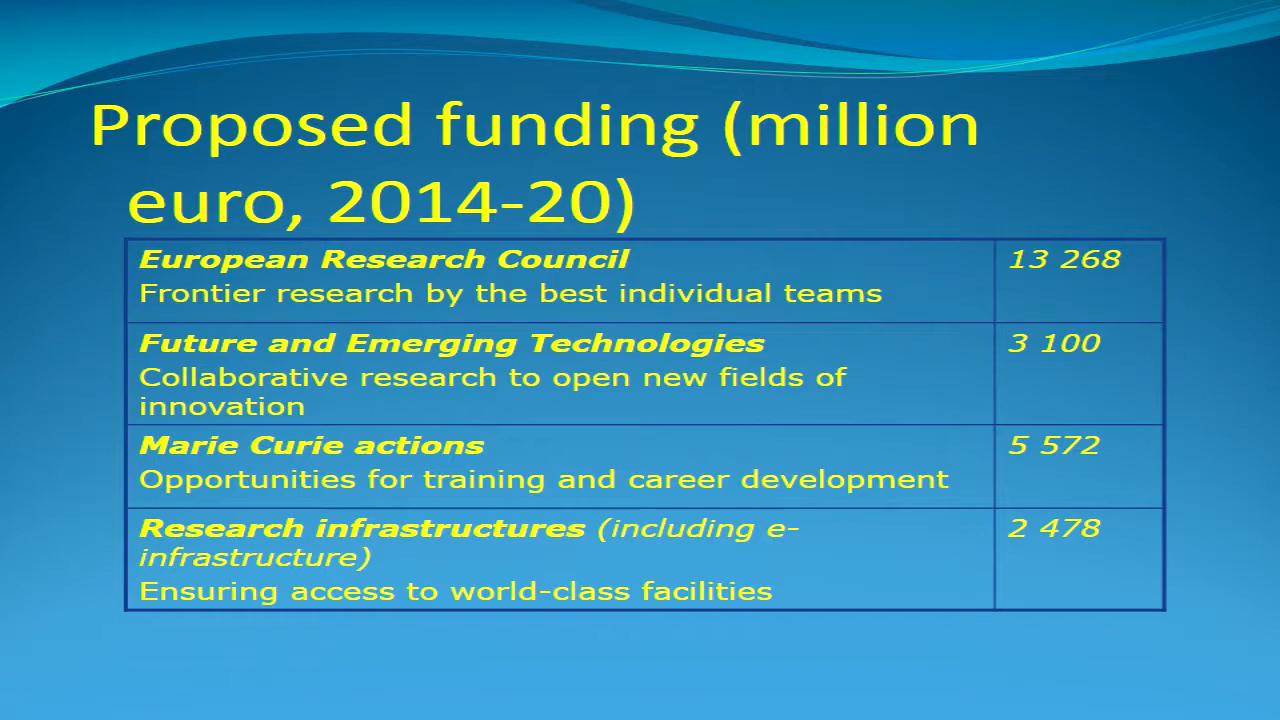 Proposed funding (million
euro, 2014-20)
European Research Council
13 268
Frontier research by the best individual teams
Future and Emerging Technologies
3 100
Collaborative research to open new fields of
innovation
Marie Curie actions
5 572
Opportunities for training and career development
Research infrastructures (including e-
2 478
infrastructure)
Ensuring access to world-class facilities